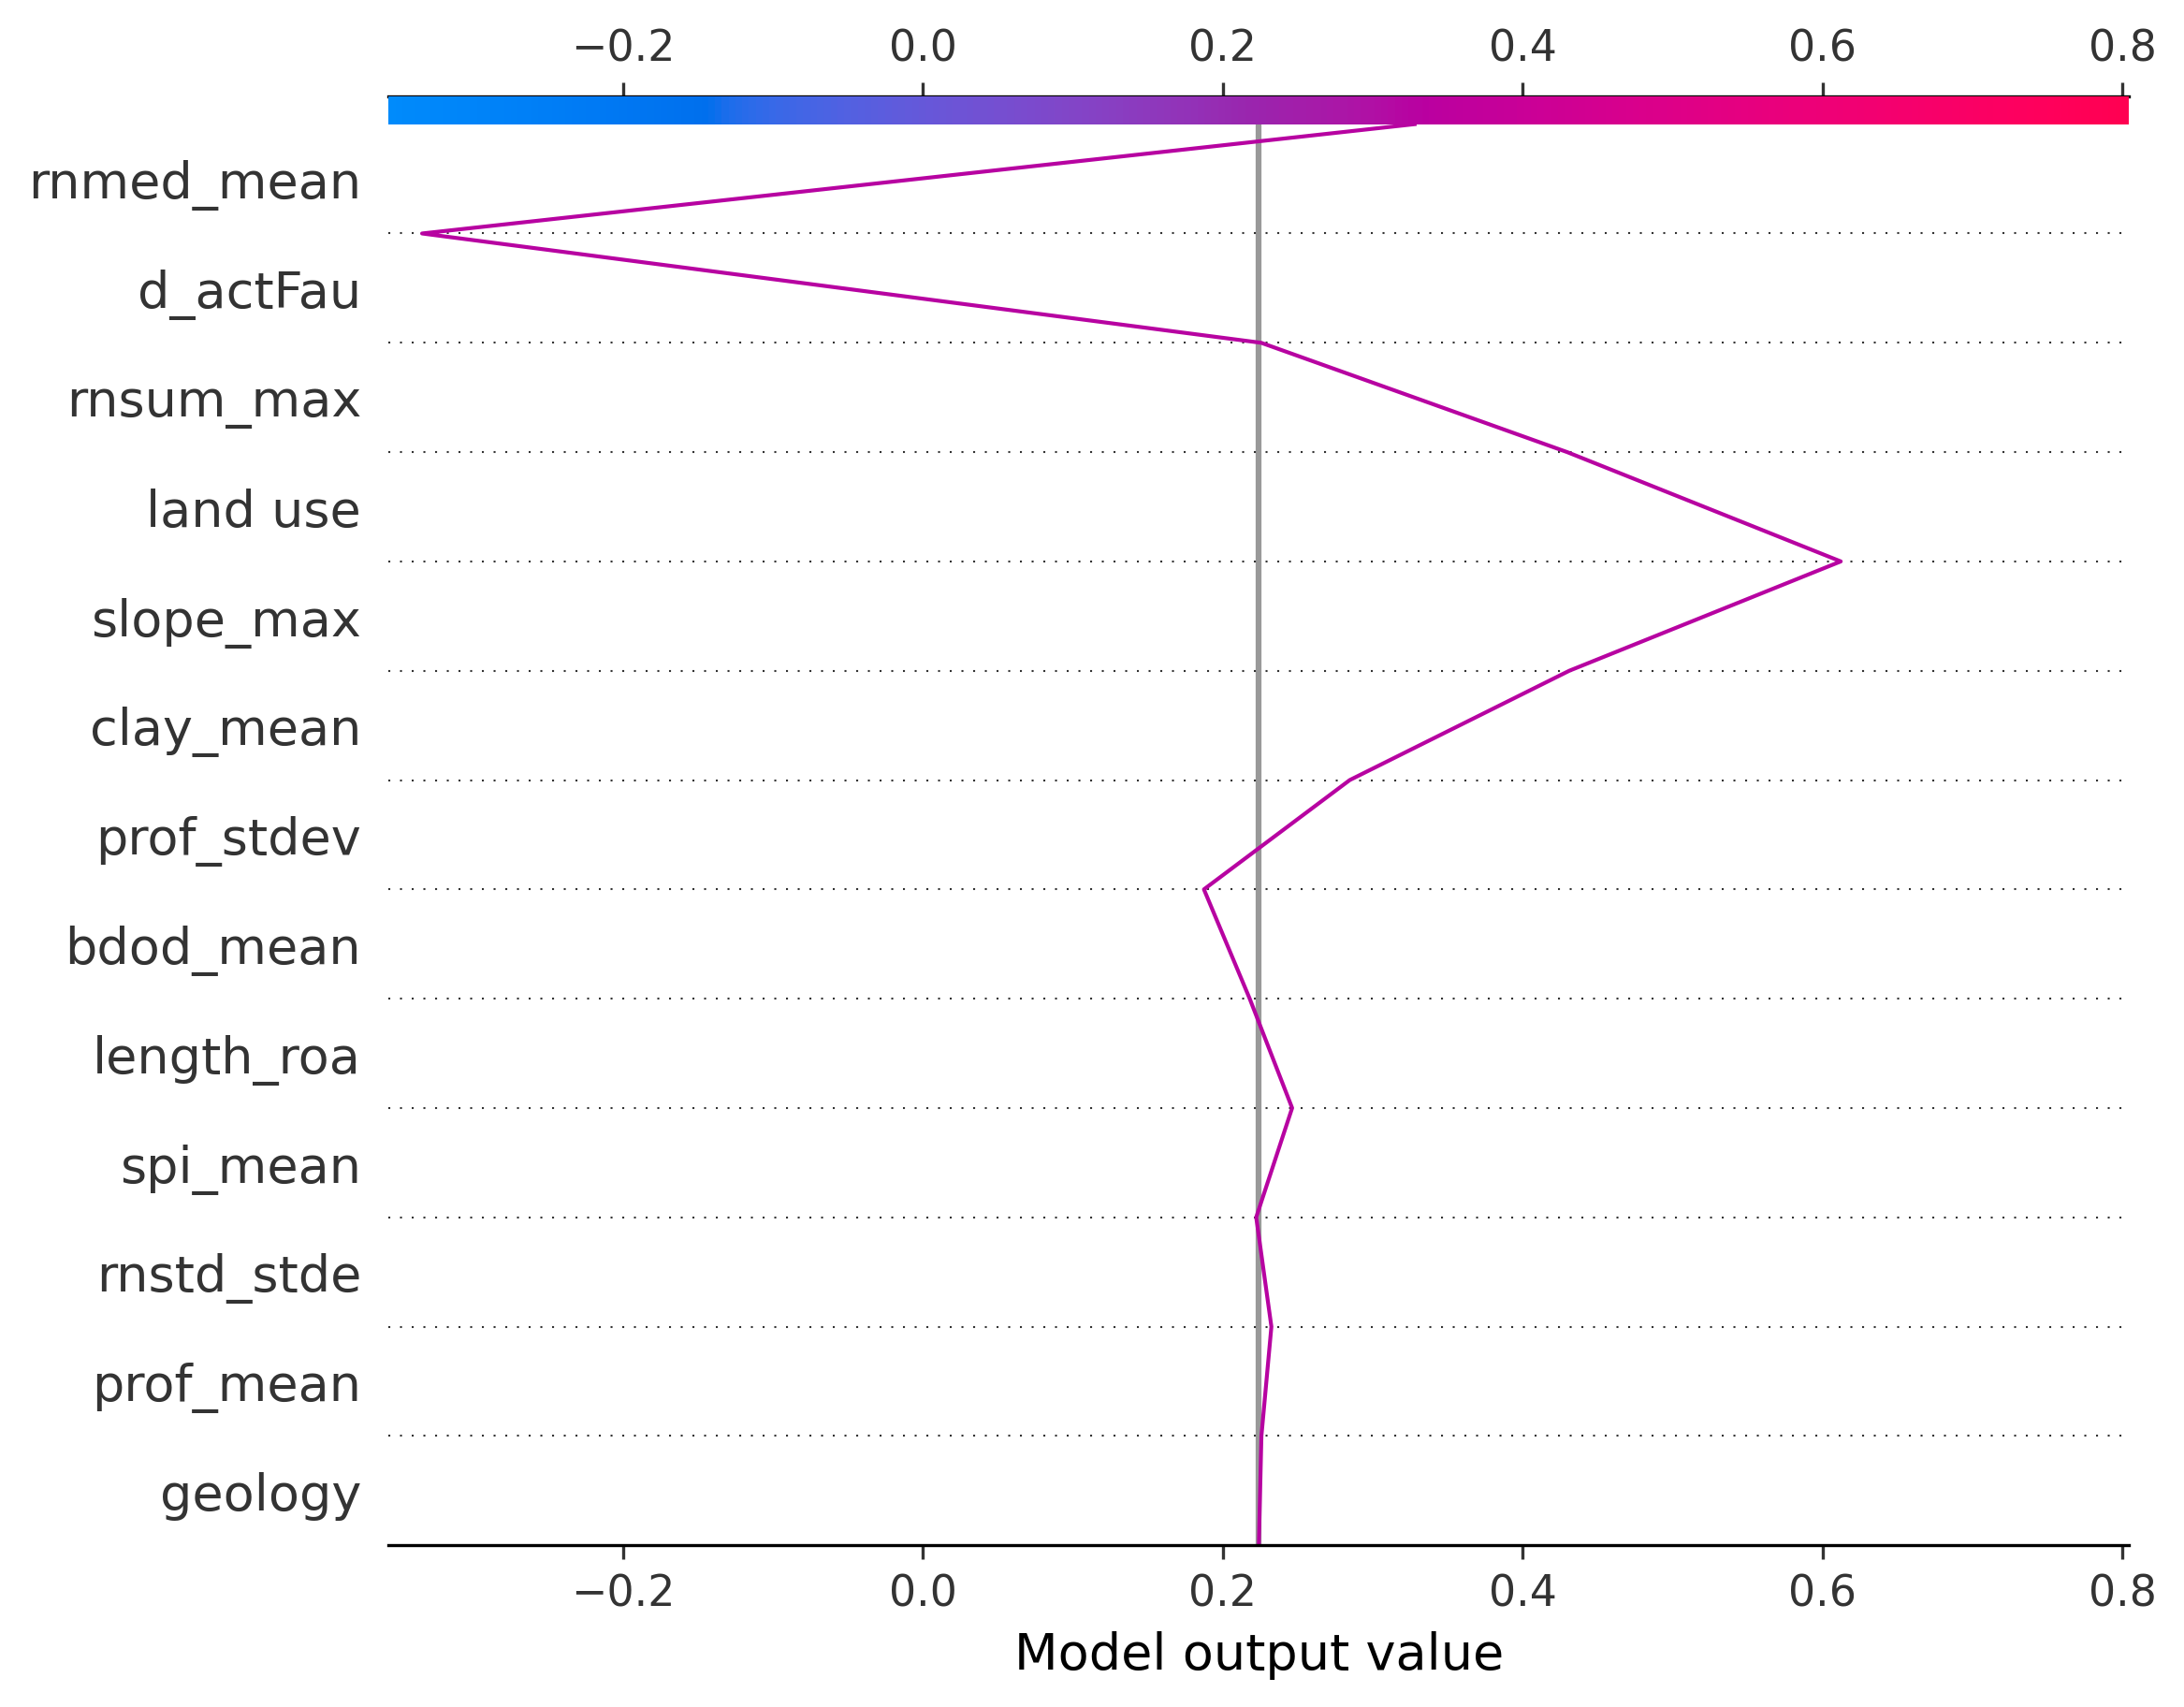 −0.2 0.0 0.2 0.4 0.6 0.8
rnmed_mean
d_actFau
rnsum_max
land use
slope_max
clay_mean
prof_stdev
bdod_mean
length_roa
spi_mean
rnstd_stde
prof_mean
geology
−0.2 0.0 0.2 0.4 0.6 0.8
Model output value